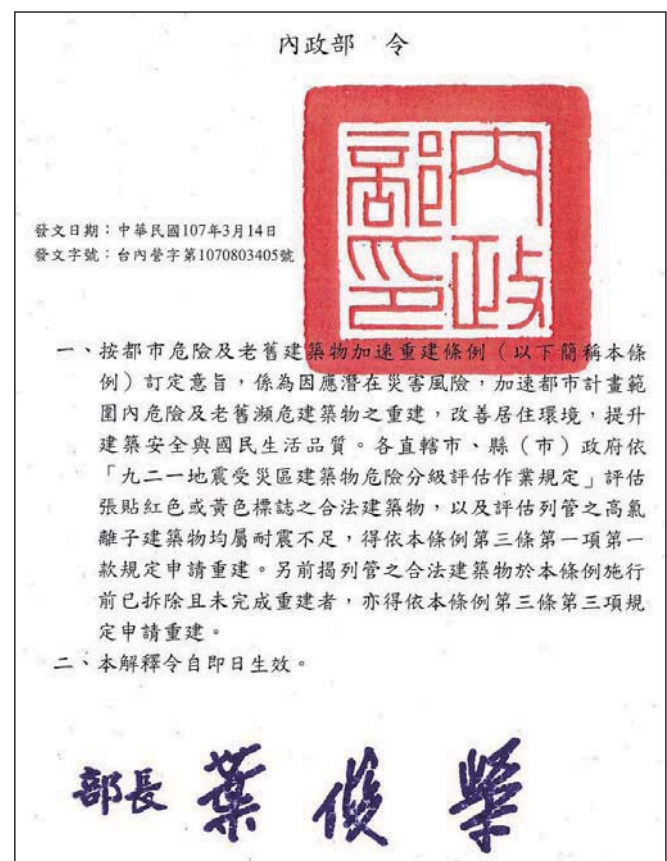 內政部　令
內政部印
發文日期：中華民國107年3月14日
發文字號：台內營字第1070803405號
一、按都市危險及老舊建築物加速重建條例（以下簡稱本條
例）訂定意旨，係為因應潛在災害風險，加速都市計畫範
圍內危險及老舊瀕危建築物之重建，改善居住環境，提升
建築安全與國民生活品質。各直轄市、縣（市）政府依
「九二一地震受災區建築物危險分級評估作業規定」評估
張貼紅色或黃色標誌之合法建築物，以及評估列管之高氯
離子建築物均屬耐震不足，得依本條例第三條第一項第一
款規定申請重建。另前揭列管之合法建築物於本條例施行
前已拆除且未完成重建者，亦得依本條例第三條第三項規
定申請重建。
二、本解釋令自即日生效。
部長 葉俊榮